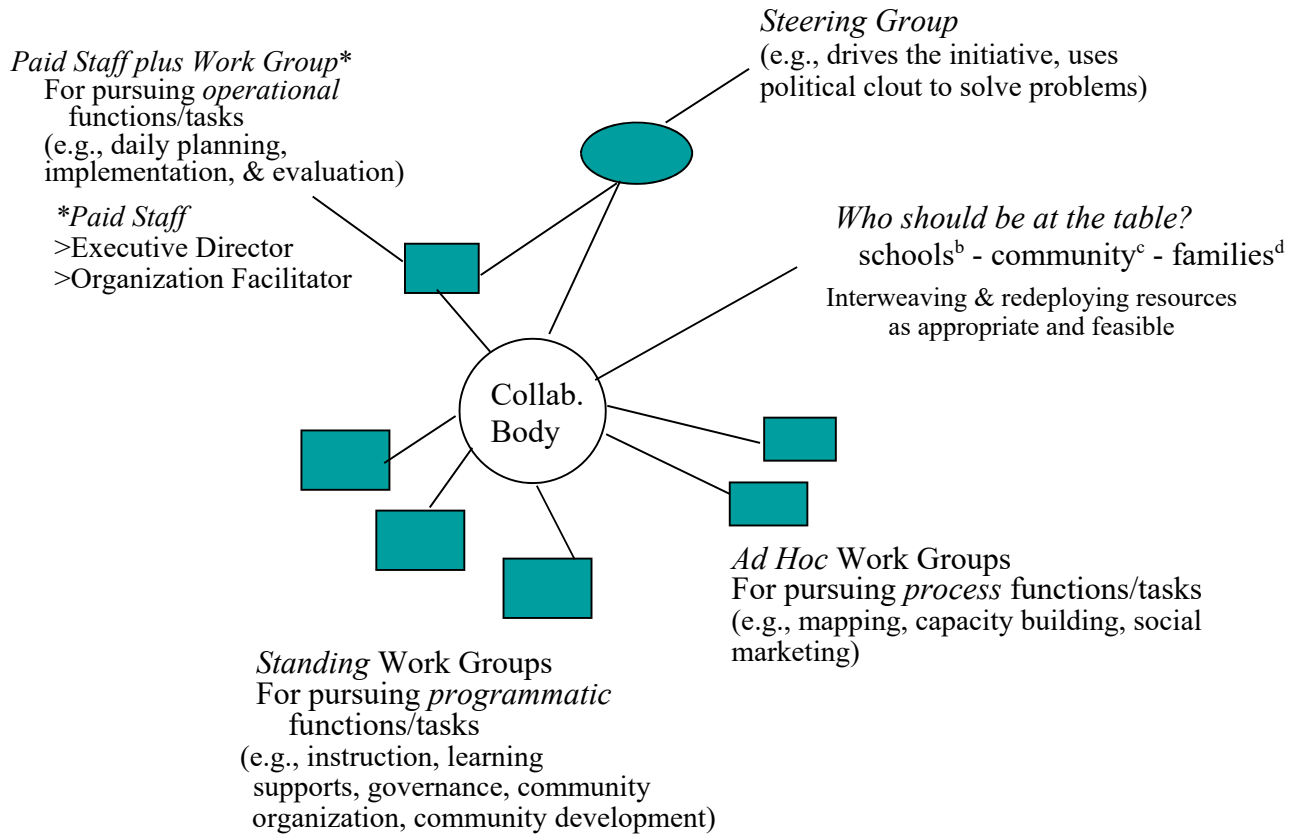 Steering Group
(e.g., drives the initiative, uses
political clout to solve problems)
Paid Staff plus Work Group*
For pursuing operational
functions/tasks
(e.g., daily planning,
implementation, & evaluation)
*Paid Staff
>Executive Director
>Organization Facilitator
Who should be at the table?
schoolsᵇ - communityᶜ - familiesᵈ
Interweaving & redeploying resources
as appropriate and feasible
Collab.
Body
Ad Hoc Work Groups
For pursuing process functions/tasks
(e.g., mapping, capacity building, social
marketing)
Standing Work Groups
For pursuing programmatic
functions/tasks
(e.g., instruction, learning
supports, governance, community
organization, community development)